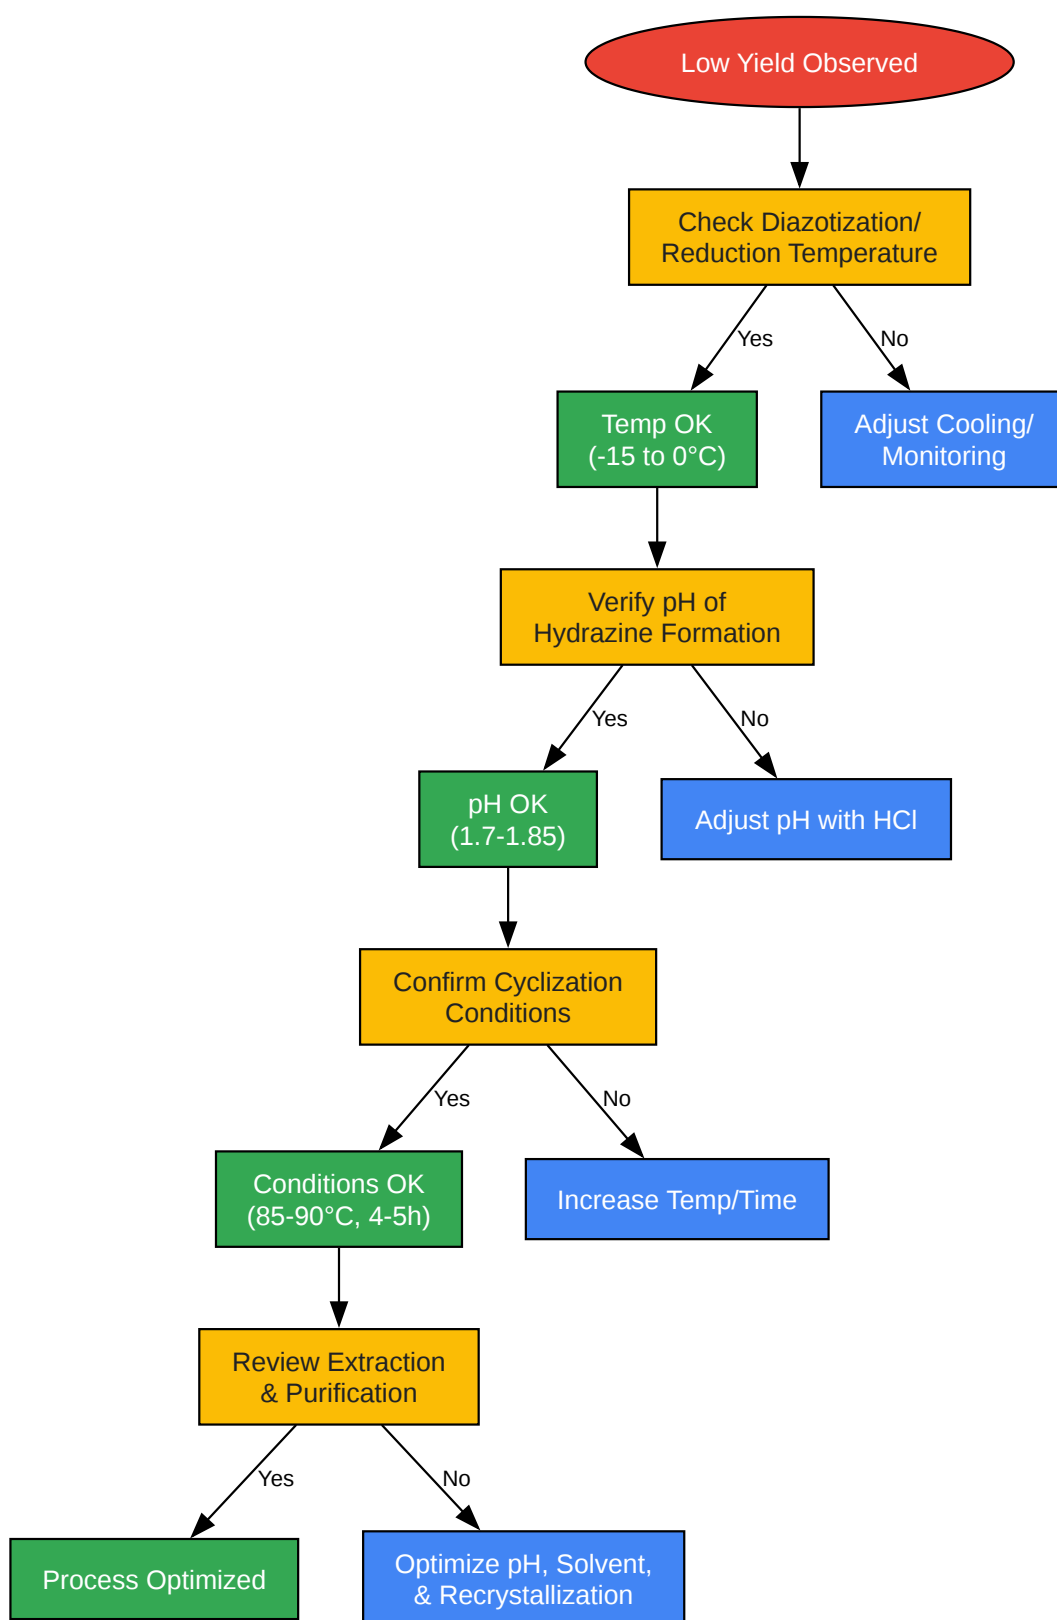 Low Yield Observed
Check Diazotization/
Reduction Temperature
Yes
No
Temp OK
(-15 to 0°C)
Adjust Cooling/
Monitoring
Verify pH of
Hydrazine Formation
Yes
No
pH OK
(1.7-1.85)
Adjust pH with HCl
Confirm Cyclization
Conditions
Yes
No
Conditions OK
(85-90°C, 4-5h)
Increase Temp/Time
Review Extraction
& Purification
Yes
No
Process Optimized
Optimize pH, Solvent,
& Recrystallization